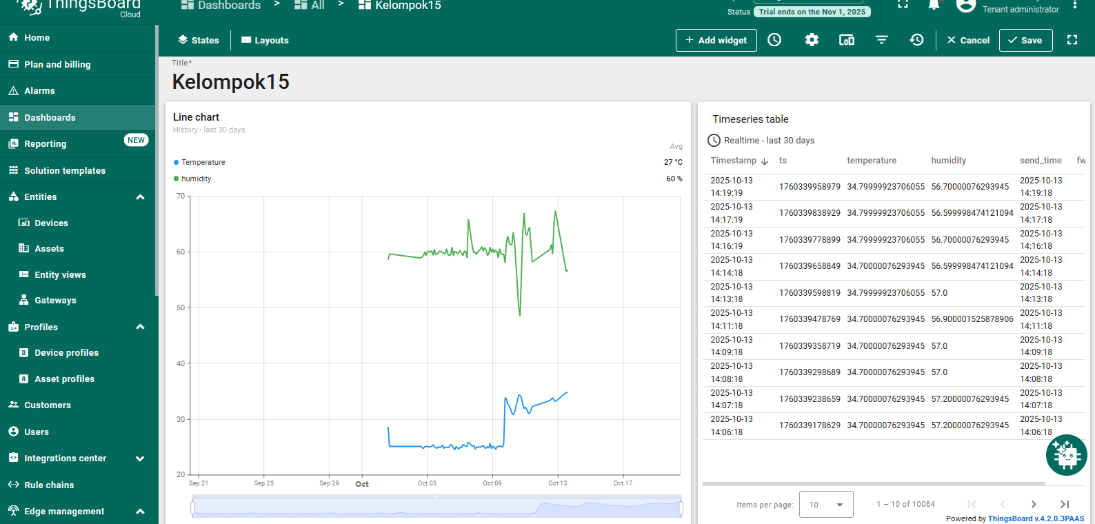 ThingsBoard
Cloud
Dashboards > All > Kelompok15
Status Trial ends on the Nov 1, 2025
Tenant administrator
Home
Plan and billing
Alarms
Dashboards
Reporting NEW
Solution templates
Entities
Devices
Assets
Entity views
Gateways
Profiles
Device profiles
Asset profiles
Customers
Users
Integrations center
Rule chains
Edge management
States Layouts
+ Add widget
Cancel
Save
Title*
Kelompok15
Line chart
History - last 30 days
Avg
Temperature 27 °C
humidity 60 %
70
60
50
40
30
20
Sep 21 Sep 25 Sep 29 Oct Oct 05 Oct 09 Oct 13 Oct 17
Timeseries table
Realtime - last 30 days
Timestamp ts temperature humidity send_time fw
2025-10-13 14:19:19 1760339958979 34.79999923706055 56.70000076293945 2025-10-13 14:19:18
2025-10-13 14:17:19 1760339838929 34.79999923706055 56.599998474121094 2025-10-13 14:17:18
2025-10-13 14:16:19 1760339778899 34.79999923706055 56.70000076293945 2025-10-13 14:16:18
2025-10-13 14:14:18 1760339658849 34.70000076293945 56.599998474121094 2025-10-13 14:14:18
2025-10-13 14:13:18 1760339598819 34.79999923706055 57.0 2025-10-13 14:13:18
2025-10-13 14:11:18 1760339478769 34.70000076293945 56.900001525878906 2025-10-13 14:11:18
2025-10-13 14:09:18 1760339358719 34.70000076293945 57.0 2025-10-13 14:09:18
2025-10-13 14:08:18 1760339298689 34.70000076293945 57.0 2025-10-13 14:08:18
2025-10-13 14:07:18 1760339238659 34.70000076293945 57.20000076293945 2025-10-13 14:07:18
2025-10-13 14:06:18 1760339178629 34.70000076293945 57.20000076293945 2025-10-13 14:06:18
Items per page: 10 1 – 10 of 10084
Powered by ThingsBoard v.4.2.0.3PAAS